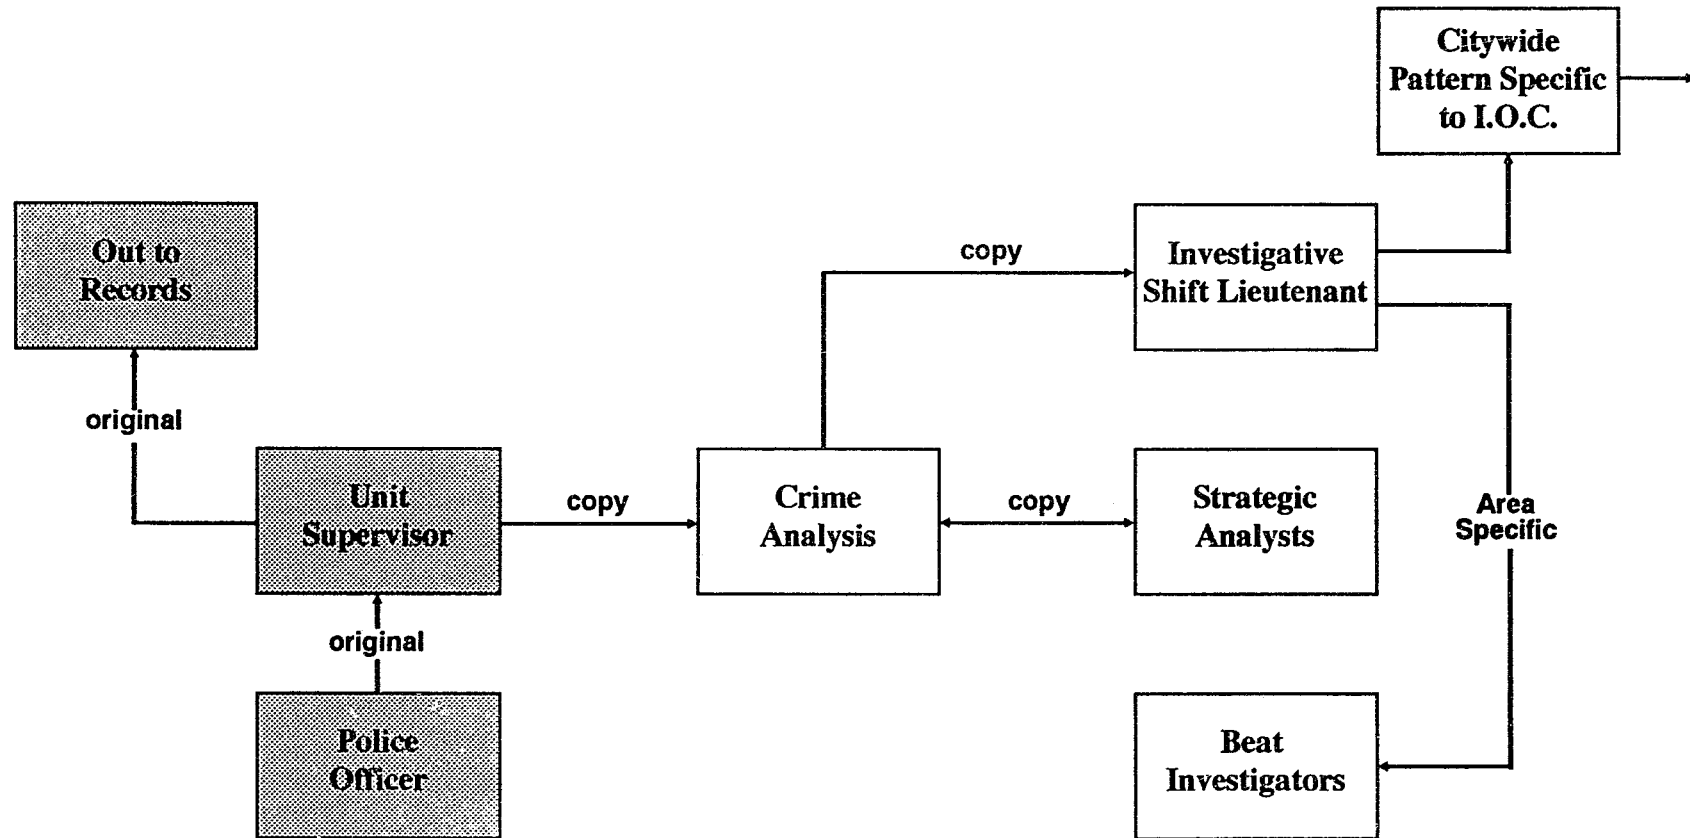 Citywide
Pattern Specific
to I.O.C.
Out to
Records
copy
Investigative
Shift Lieutenant
original
Unit
Supervisor
copy
Crime
Analysis
copy
Strategic
Analysts
Area
Specific
original
Police
Officer
Beat
Investigators